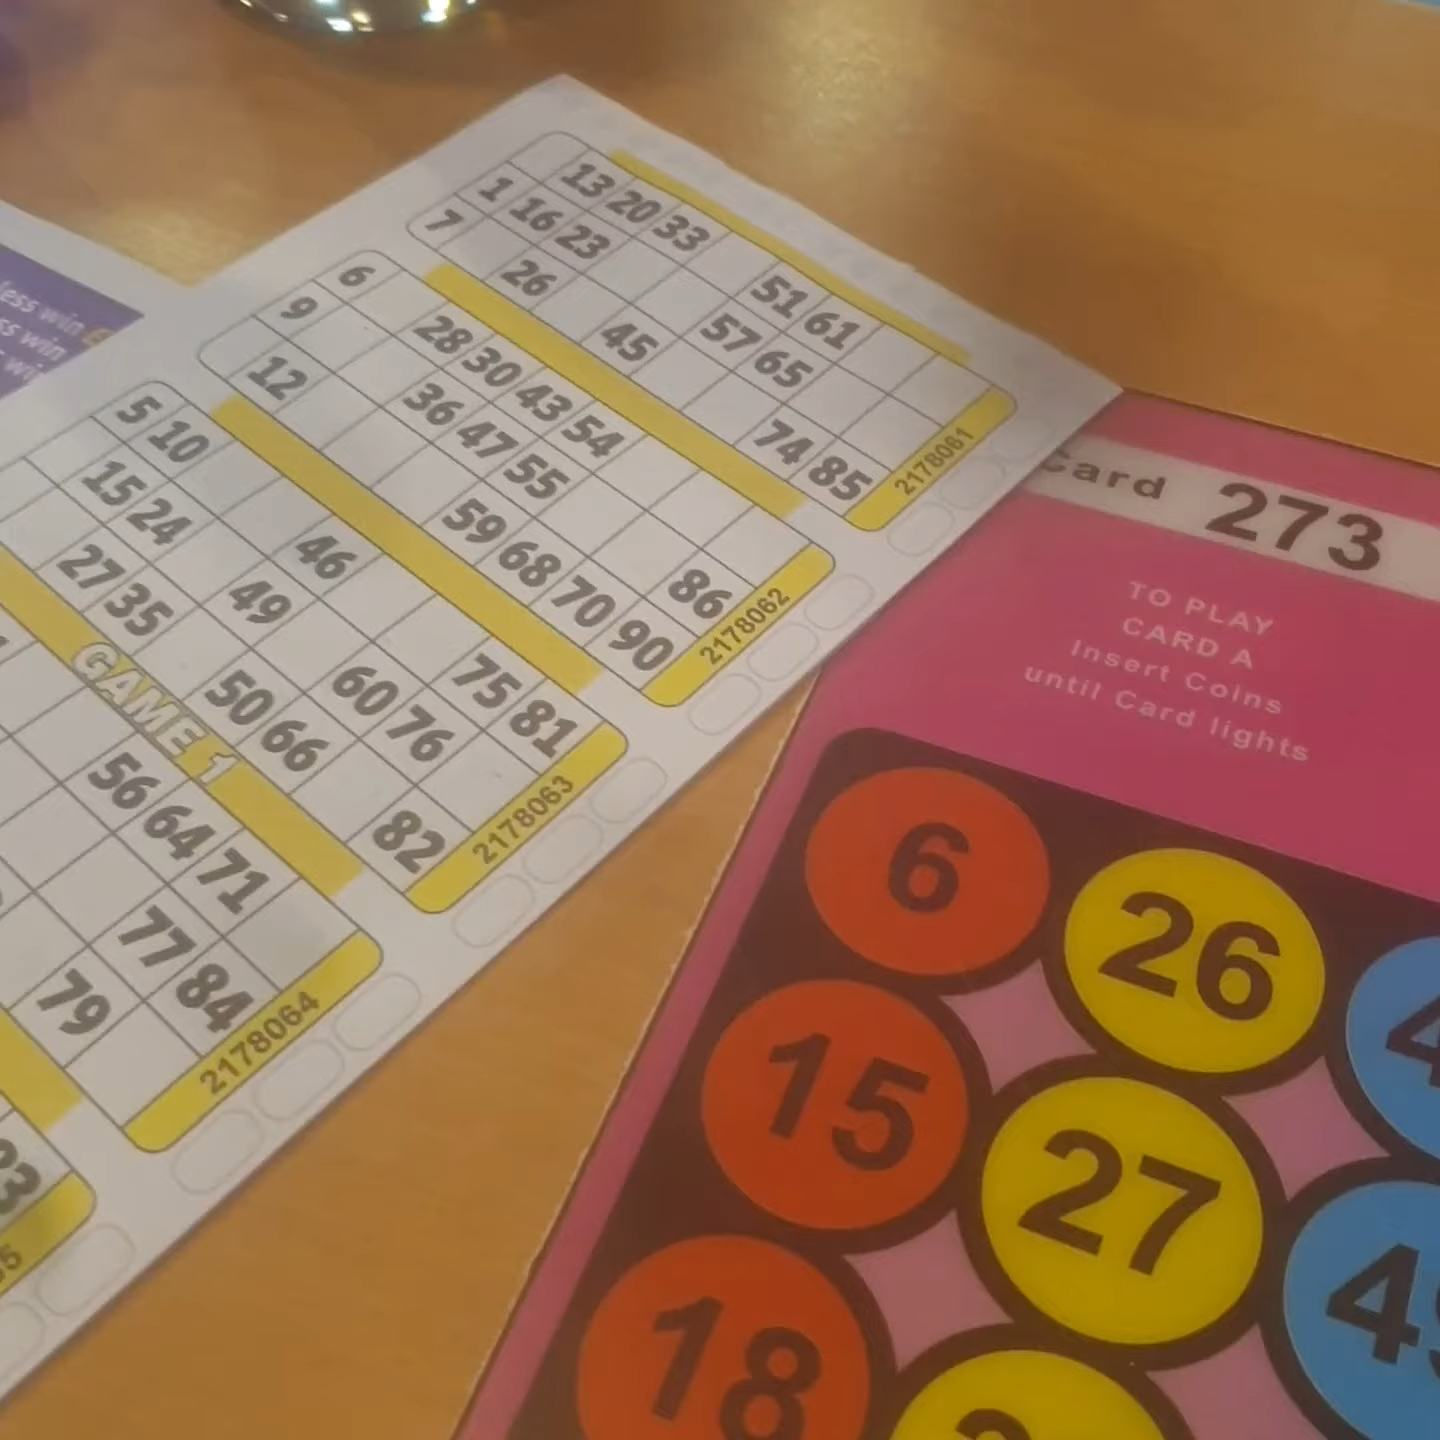 13 20 33 51 61
1 16 23 57 65
7 26 45 74 85
2178061
6 28 30 43 54
9 36 47 55 86
12 59 68 70 90
2178062
5 10 46 75 81
15 24 49 60 76
27 35 50 66 82
2178063
GAME 1
56 64 71
77 84
79
2178064
win
win
Card 273
TO PLAY
CARD A
Insert Coins
until Card lights
6 26
15 27
18 49